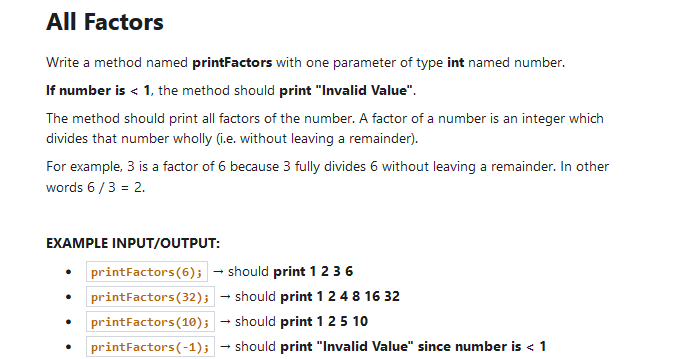 All Factors
Write a method named printFactors with one parameter of type int named number.
If number is < 1, the method should print "Invalid Value".
The method should print all factors of the number. A factor of a number is an integer which
divides that number wholly (i.e. without leaving a remainder).
For example, 3 is a factor of 6 because 3 fully divides 6 without leaving a remainder. In other
words 6 / 3 = 2.
EXAMPLE INPUT/OUTPUT:
• printFactors(6); → should print 1 2 3 6
• printFactors(32); → should print 1 2 4 8 16 32
• printFactors(10); → should print 1 2 5 10
• printFactors(-1); → should print "Invalid Value" since number is < 1